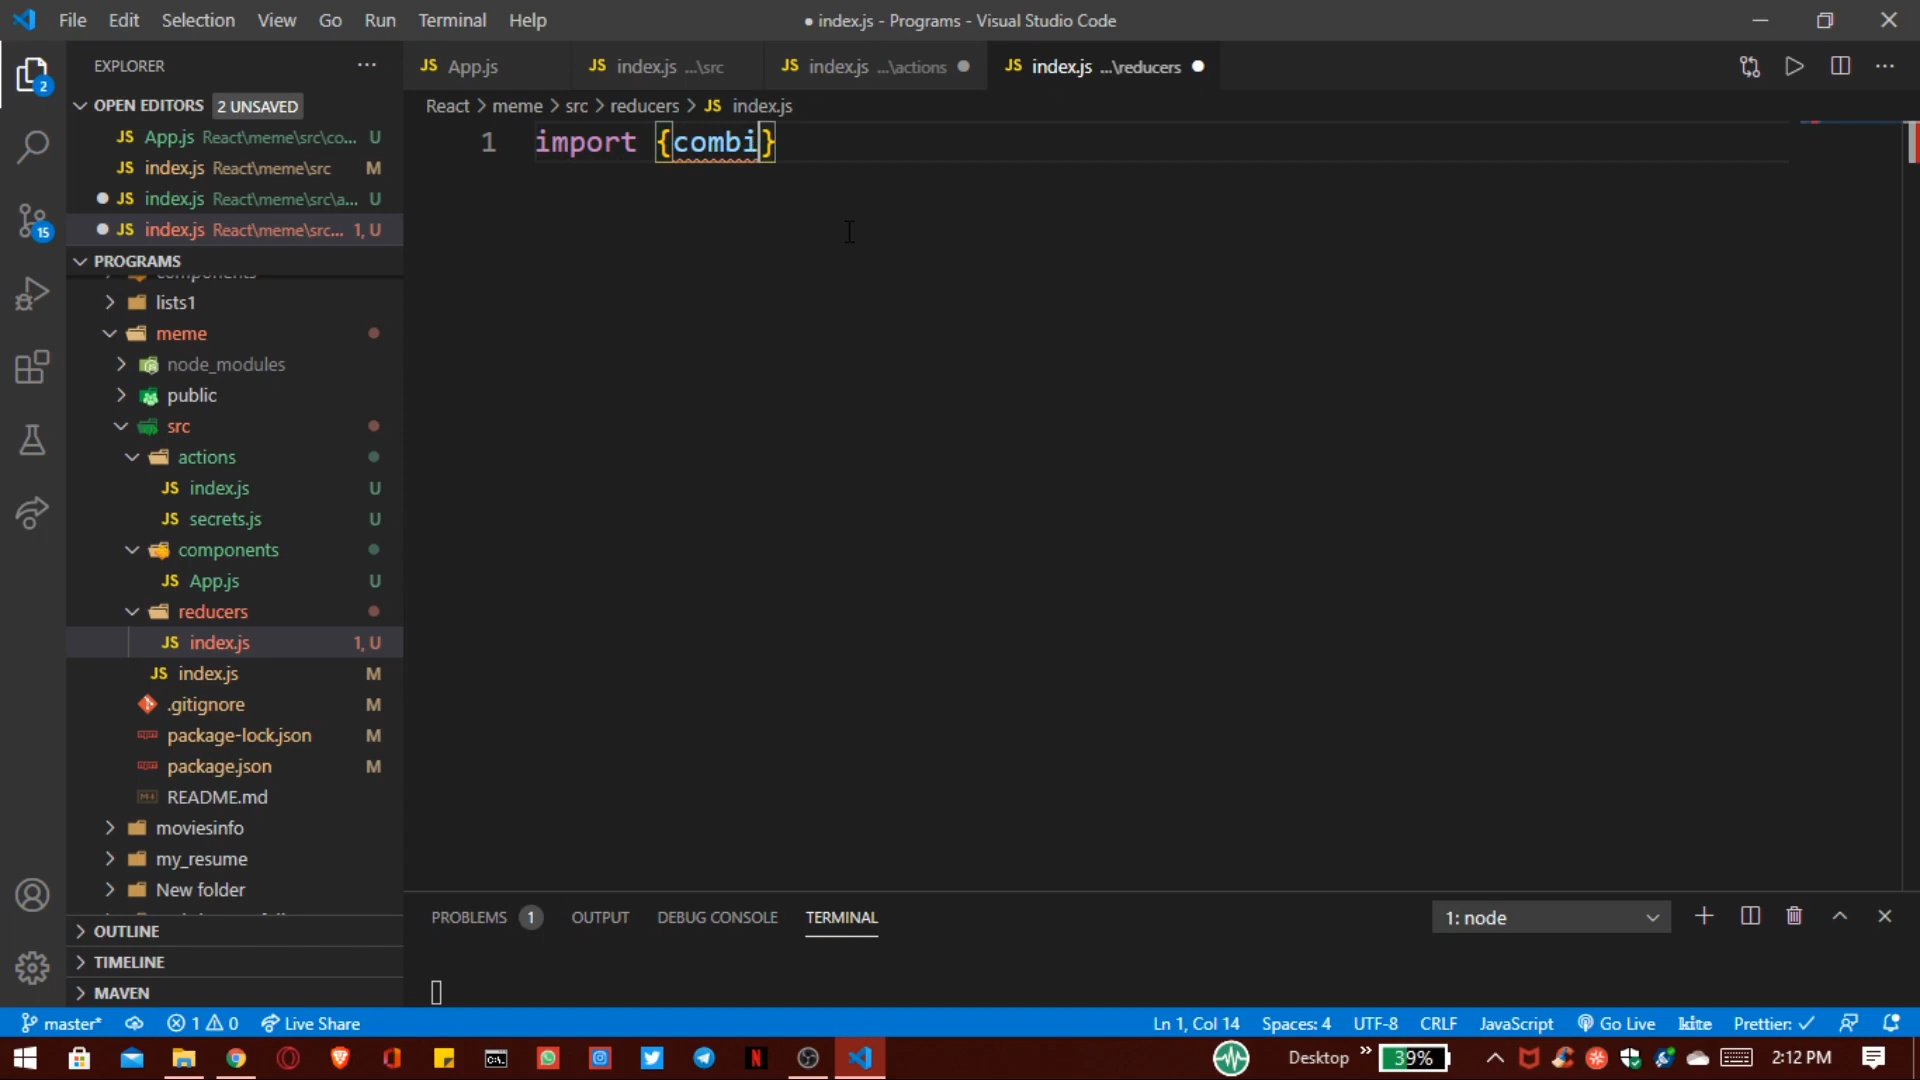 File Edit Selection View Go Run Terminal Help
● index.js - Programs - Visual Studio Code
EXPLORER
JS App.js
JS index.js ...\src
JS index.js ...\actions
JS index.js ...\reducers
OPEN EDITORS 2 UNSAVED
React > meme > src > reducers > JS index.js
JS App.js React\meme\src\co... U
JS index.js React\meme\src M
JS index.js React\meme\src\a... U
JS index.js React\meme\src... 1, U
1 import {combi}
PROGRAMS
components
lists1
meme
node_modules
public
src
actions
JS index.js U
JS secrets.js U
components
JS App.js U
reducers
JS index.js 1, U
JS index.js M
.gitignore M
package-lock.json M
package.json M
README.md
moviesinfo
my_resume
New folder
OUTLINE
TIMELINE
MAVEN
2
15
PROBLEMS 1 OUTPUT DEBUG CONSOLE TERMINAL
1: node
master* 1 0 Live Share
Ln 1, Col 14 Spaces: 4 UTF-8 CRLF JavaScript Go Live kite Prettier: ✓
Desktop » 39% 2:12 PM